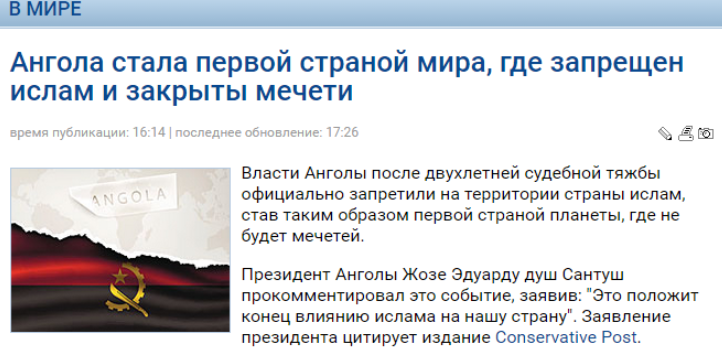 В МИРЕ
Ангола стала первой страной мира, где запрещен
ислам и закрыты мечети
время публикации: 16:14 | последнее обновление: 17:26
ANGOLA
Власти Анголы после двухлетней судебной тяжбы
официально запретили на территории страны ислам,
став таким образом первой страной планеты, где не
будет мечетей.
Президент Анголы Жозе Эдуарду душ Сантуш
прокомментировал это событие, заявив: "Это положит
конец влиянию ислама на нашу страну". Заявление
президента цитирует издание Conservative Post.